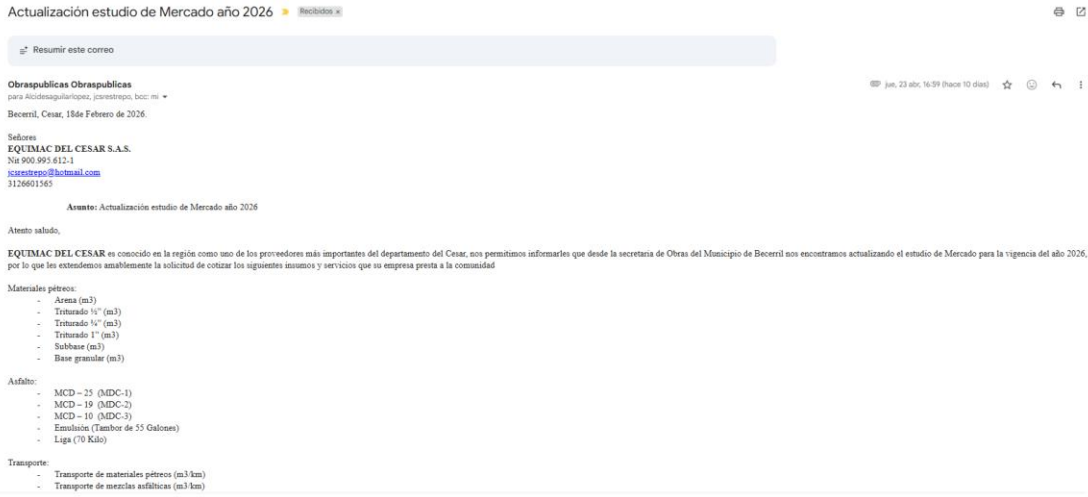 Actualización estudio de Mercado año 2026
Recibidos x
Resumir este correo
Obraspublicas Obraspublicas
jue, 23 abr, 16:59 (hace 10 días)
para Alcidesaguilarlopez, jcsrestrepo, bcc: mi
Becerril, Cesar, 18de Febrero de 2026.
Señores
EQUIMAC DEL CESAR S.A.S.
Nit 900.995.612-1
jcsrestrepo@hotmail.com
3126601565
Asunto: Actualización estudio de Mercado año 2026
Atento saludo,
EQUIMAC DEL CESAR es conocido en la región como uno de los proveedores más importantes del departamento del Cesar, nos permitimos informarles que desde la secretaria de Obras del Municipio de Becerril nos encontramos actualizando el estudio de Mercado para la vigencia del año 2026,
por lo que les extendemos amablemente la solicitud de cotizar los siguientes insumos y servicios que su empresa presta a la comunidad
Materiales pétreos:
- Arena (m3)
- Triturado ½" (m3)
- Triturado ¾" (m3)
- Triturado 1" (m3)
- Subbase (m3)
- Base granular (m3)
Asfalto:
- MCD – 25 (MDC-1)
- MCD – 19 (MDC-2)
- MCD – 10 (MDC-3)
- Emulsión (Tambor de 55 Galones)
- Liga (70 Kilo)
Transporte:
- Transporte de materiales pétreos (m3/km)
- Transporte de mezclas asfálticas (m3/km)